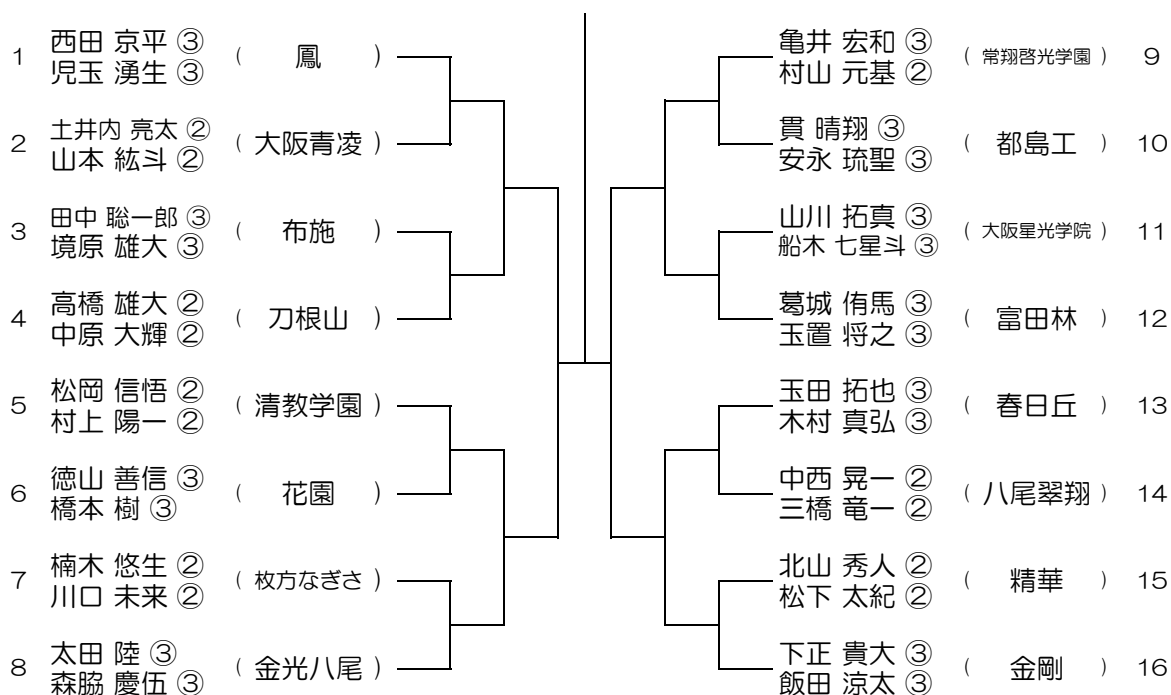 1 西田 京平 ③ 児玉 湧生 ③ ( 鳳 )
2 土井内 亮太 ② 山本 紘斗 ② ( 大阪青凌 )
3 田中 聡一郎 ③ 境原 雄大 ③ ( 布施 )
4 高橋 雄大 ② 中原 大輝 ② ( 刀根山 )
5 松岡 信悟 ② 村上 陽一 ② ( 清教学園 )
6 徳山 善信 ③ 橋本 樹 ③ ( 花園 )
7 楠木 悠生 ② 川口 未来 ② ( 枚方なぎさ )
8 太田 陸 ③ 森脇 慶伍 ③ ( 金光八尾 )
亀井 宏和 ③ 村山 元基 ② ( 常翔啓光学園 ) 9
貫 晴翔 ③ 安永 琉聖 ③ ( 都島工 ) 10
山川 拓真 ③ 船木 七星斗 ③ ( 大阪星光学院 ) 11
葛城 侑馬 ③ 玉置 将之 ③ ( 富田林 ) 12
玉田 拓也 ③ 木村 真弘 ③ ( 春日丘 ) 13
中西 晃一 ② 三橋 竜一 ② ( 八尾翠翔 ) 14
北山 秀人 ② 松下 太紀 ② ( 精華 ) 15
下正 貴大 ③ 飯田 涼太 ③ ( 金剛 ) 16